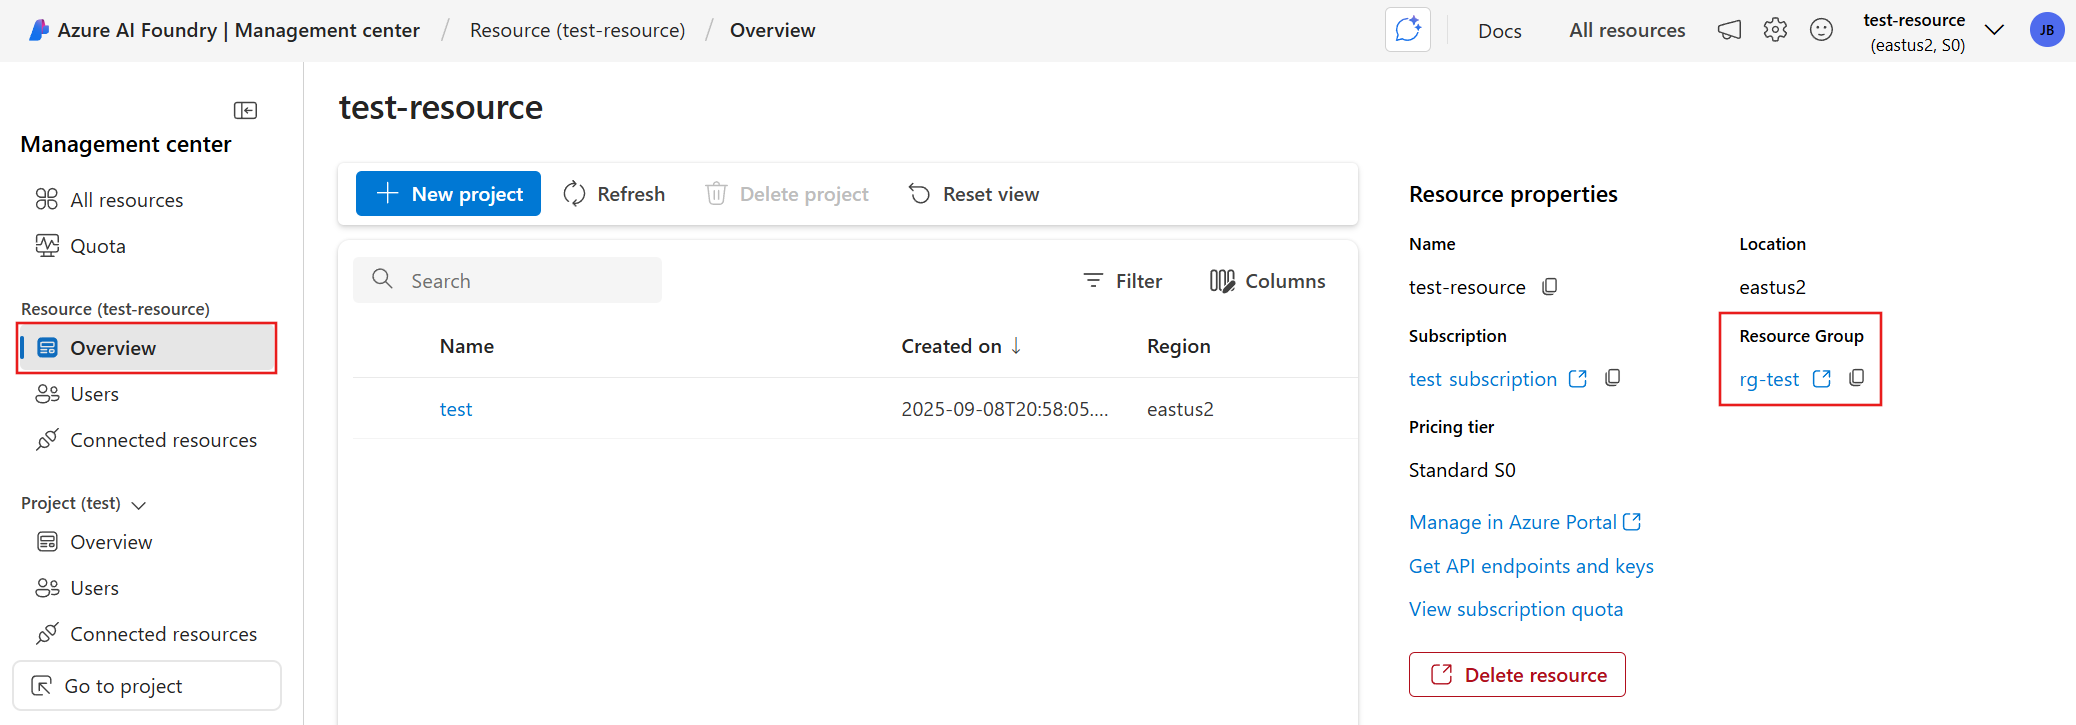 Azure AI Foundry | Management center / Resource (test-resource) / Overview
Docs
All resources
test-resource
(eastus2, S0)
JB
Management center
All resources
Quota
Resource (test-resource)
Overview
Users
Connected resources
Project (test)
Overview
Users
Connected resources
Go to project
test-resource
New project
Refresh
Delete project
Reset view
Search
Filter
Columns
Name Created on ↓ Region
test 2025-09-08T20:58:05.... eastus2
Resource properties
Name
test-resource
Location
eastus2
Subscription
test subscription
Resource Group
rg-test
Pricing tier
Standard S0
Manage in Azure Portal
Get API endpoints and keys
View subscription quota
Delete resource